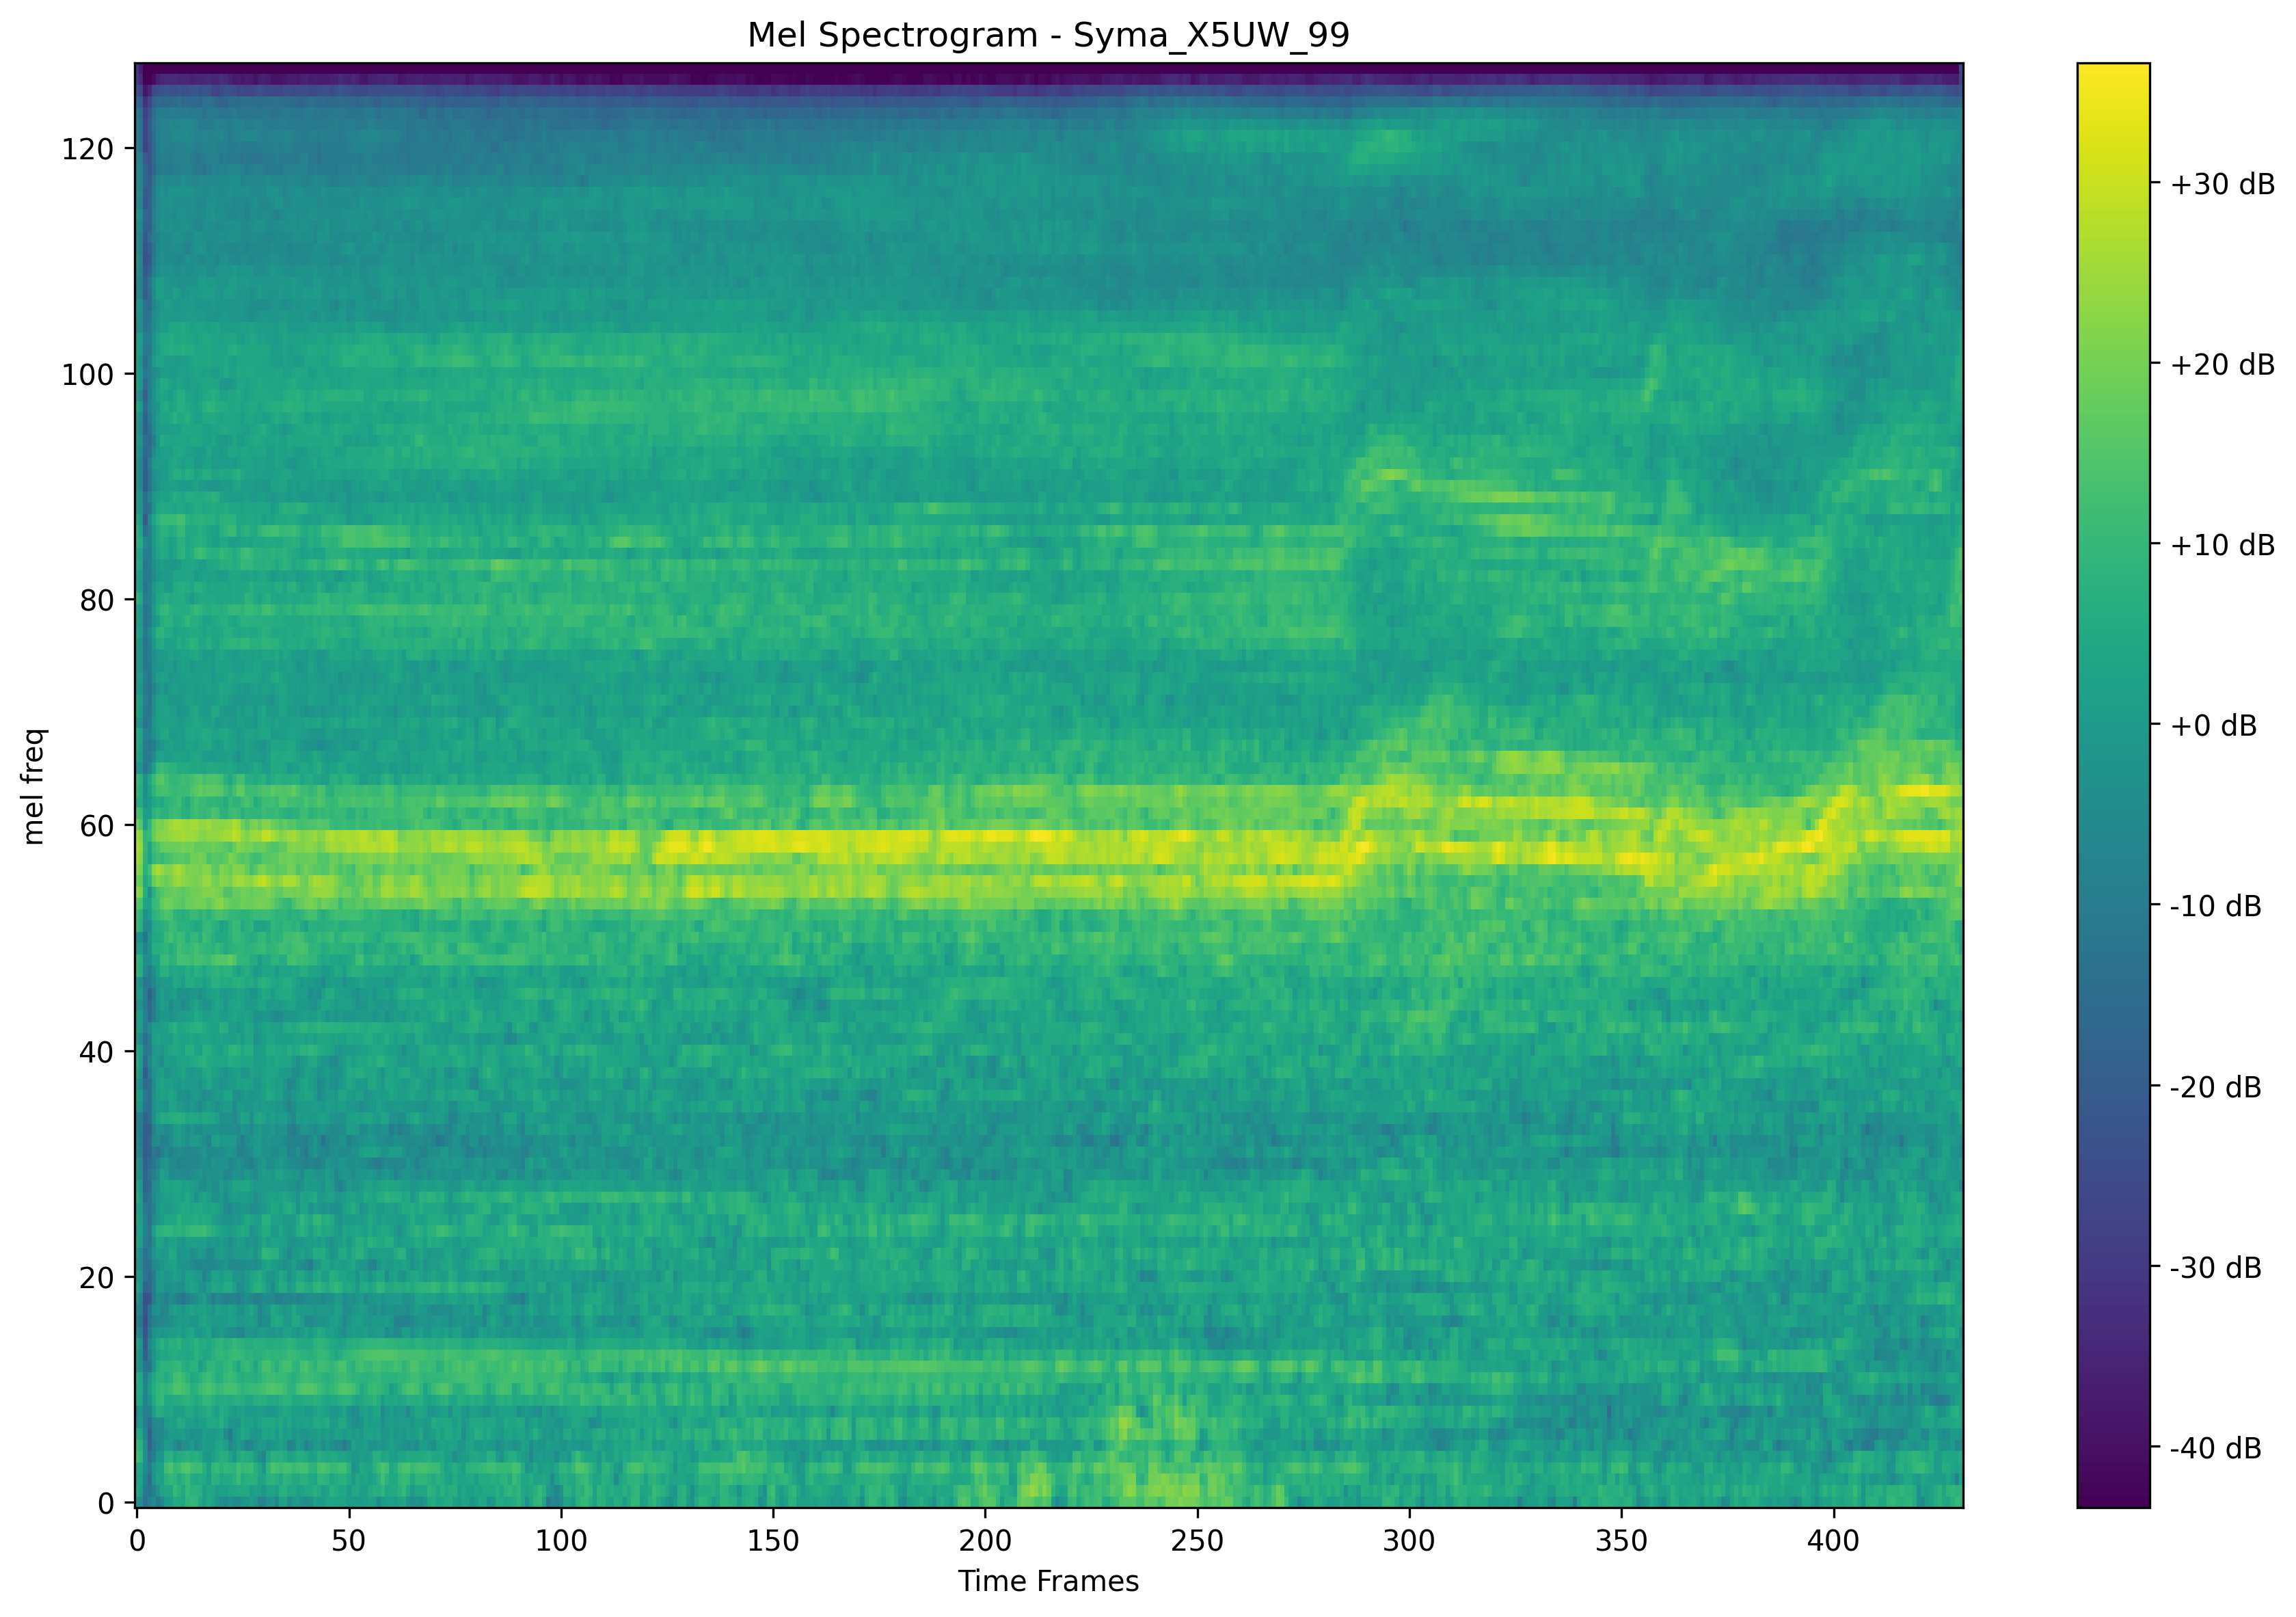 Mel Spectrogram - Syma_X5UW_99
mel freq
120
100
80
60
40
20
0
0 50 100 150 200 250 300 350 400
Time Frames
+30 dB
+20 dB
+10 dB
+0 dB
-10 dB
-20 dB
-30 dB
-40 dB